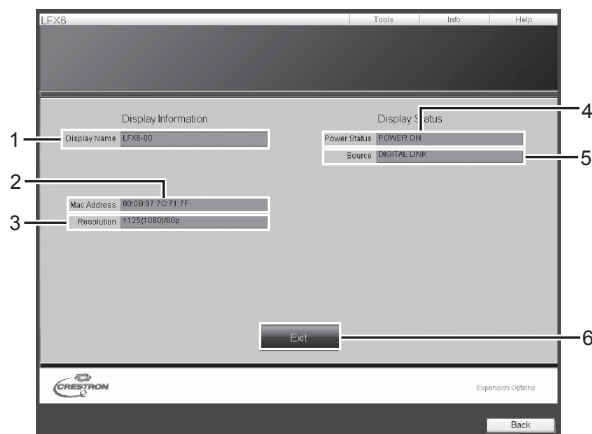 LFX6 Tools Info Help
Display Information Display Status
4
1 Display Name LFX6-00 Power Status POWER ON
Source DIGITAL LINK 5
2
Mac Address 00:0B:97:7C:71:7F
3 Resolution 1125(1080)/60p
Exit 6
CRESTRON Expansion Options
Back